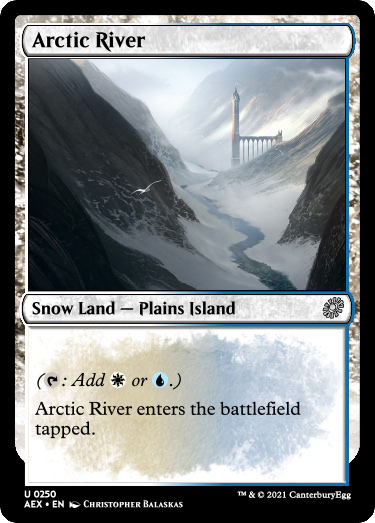 Arctic River
Snow Land — Plains Island
(: Add or .)
Arctic River enters the battlefield
tapped.
U 0250
AEX • EN Christopher Balaskas
™ & © 2021 CanterburyEgg